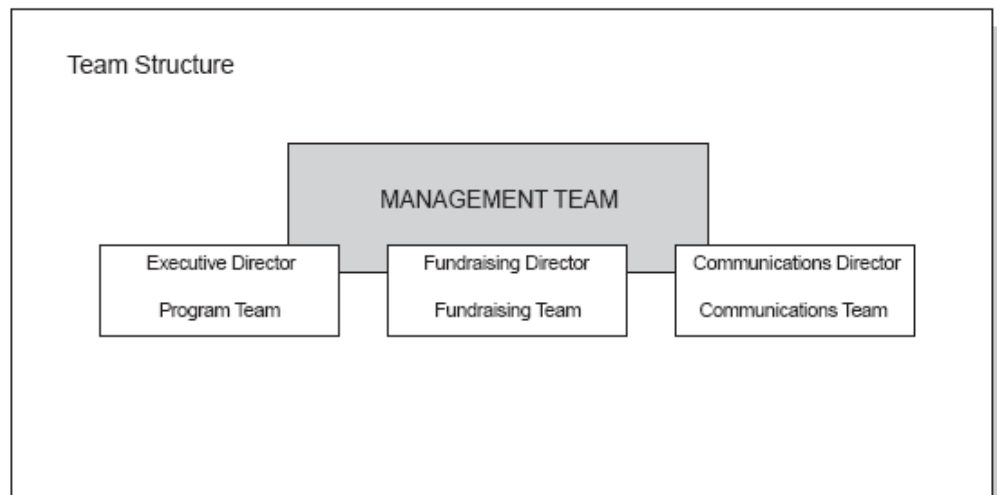 Team Structure
MANAGEMENT TEAM
Executive Director
Program Team
Fundraising Director
Fundraising Team
Communications Director
Communications Team